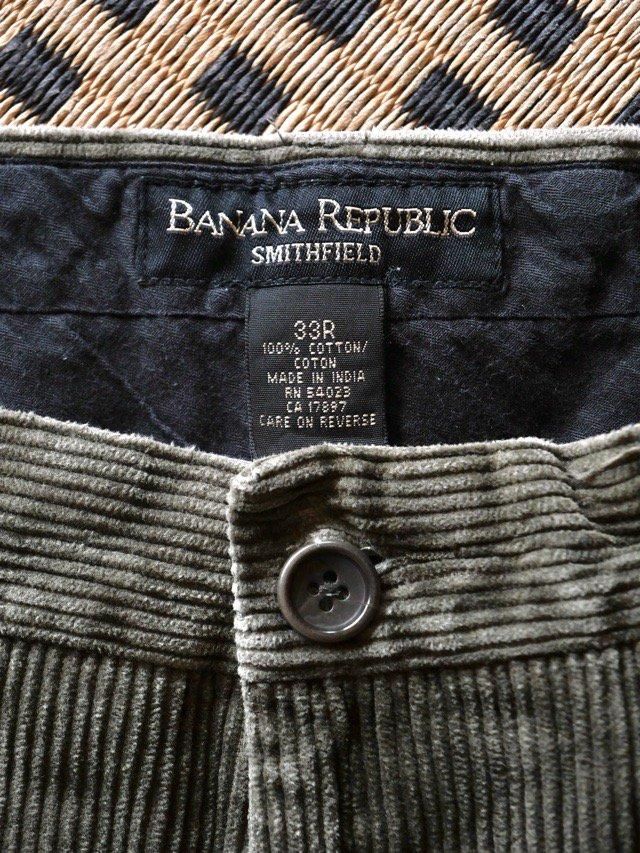 BANANA REPUBLIC
SMITHFIELD
33R
100% COTTON/
COTON
MADE IN INDIA
RN 54023
CA 17897
CARE ON REVERSE